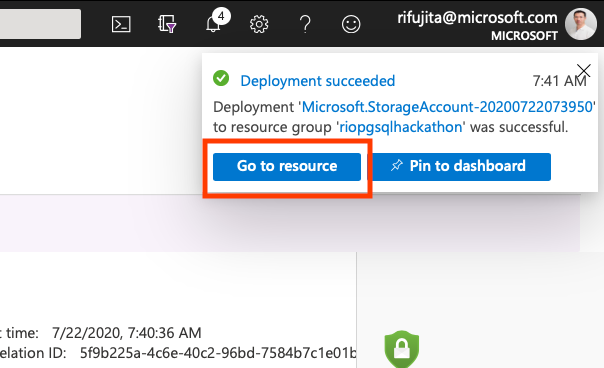 4
rifujita@microsoft.com
MICROSOFT
Deployment succeeded 7:41 AM
Deployment 'Microsoft.StorageAccount-20200722073950'
to resource group 'riopgsqlhackathon' was successful.
Go to resource Pin to dashboard
t time: 7/22/2020, 7:40:36 AM
elation ID: 5f9b225a-4c6e-40c2-96bd-7584b7c1e01b